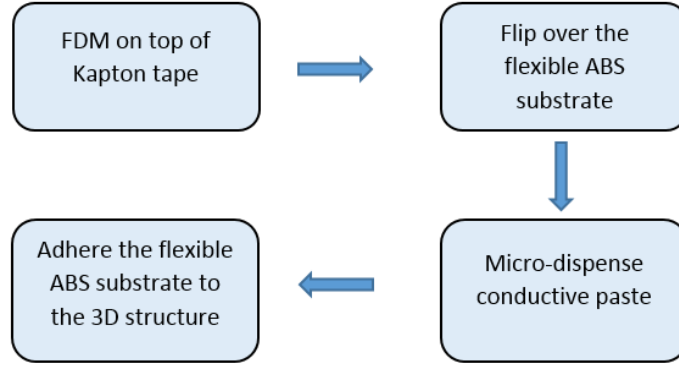 FDM on top of
Kapton tape
Flip over the
flexible ABS
substrate
Micro-dispense
conductive paste
Adhere the flexible
ABS substrate to
the 3D structure